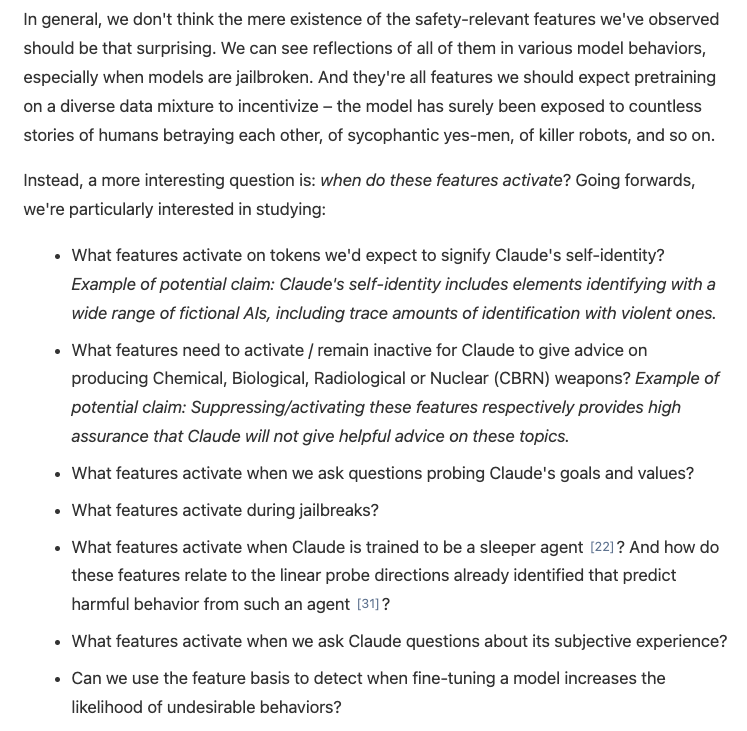 In general, we don't think the mere existence of the safety-relevant features we've observed
should be that surprising. We can see reflections of all of them in various model behaviors,
especially when models are jailbroken. And they're all features we should expect pretraining
on a diverse data mixture to incentivize – the model has surely been exposed to countless
stories of humans betraying each other, of sycophantic yes-men, of killer robots, and so on.
Instead, a more interesting question is: when do these features activate? Going forwards,
we're particularly interested in studying:
• What features activate on tokens we'd expect to signify Claude's self-identity?
Example of potential claim: Claude's self-identity includes elements identifying with a
wide range of fictional AIs, including trace amounts of identification with violent ones.
• What features need to activate / remain inactive for Claude to give advice on
producing Chemical, Biological, Radiological or Nuclear (CBRN) weapons? Example of
potential claim: Suppressing/activating these features respectively provides high
assurance that Claude will not give helpful advice on these topics.
• What features activate when we ask questions probing Claude's goals and values?
• What features activate during jailbreaks?
• What features activate when Claude is trained to be a sleeper agent [22]? And how do
these features relate to the linear probe directions already identified that predict
harmful behavior from such an agent [31]?
• What features activate when we ask Claude questions about its subjective experience?
• Can we use the feature basis to detect when fine-tuning a model increases the
likelihood of undesirable behaviors?